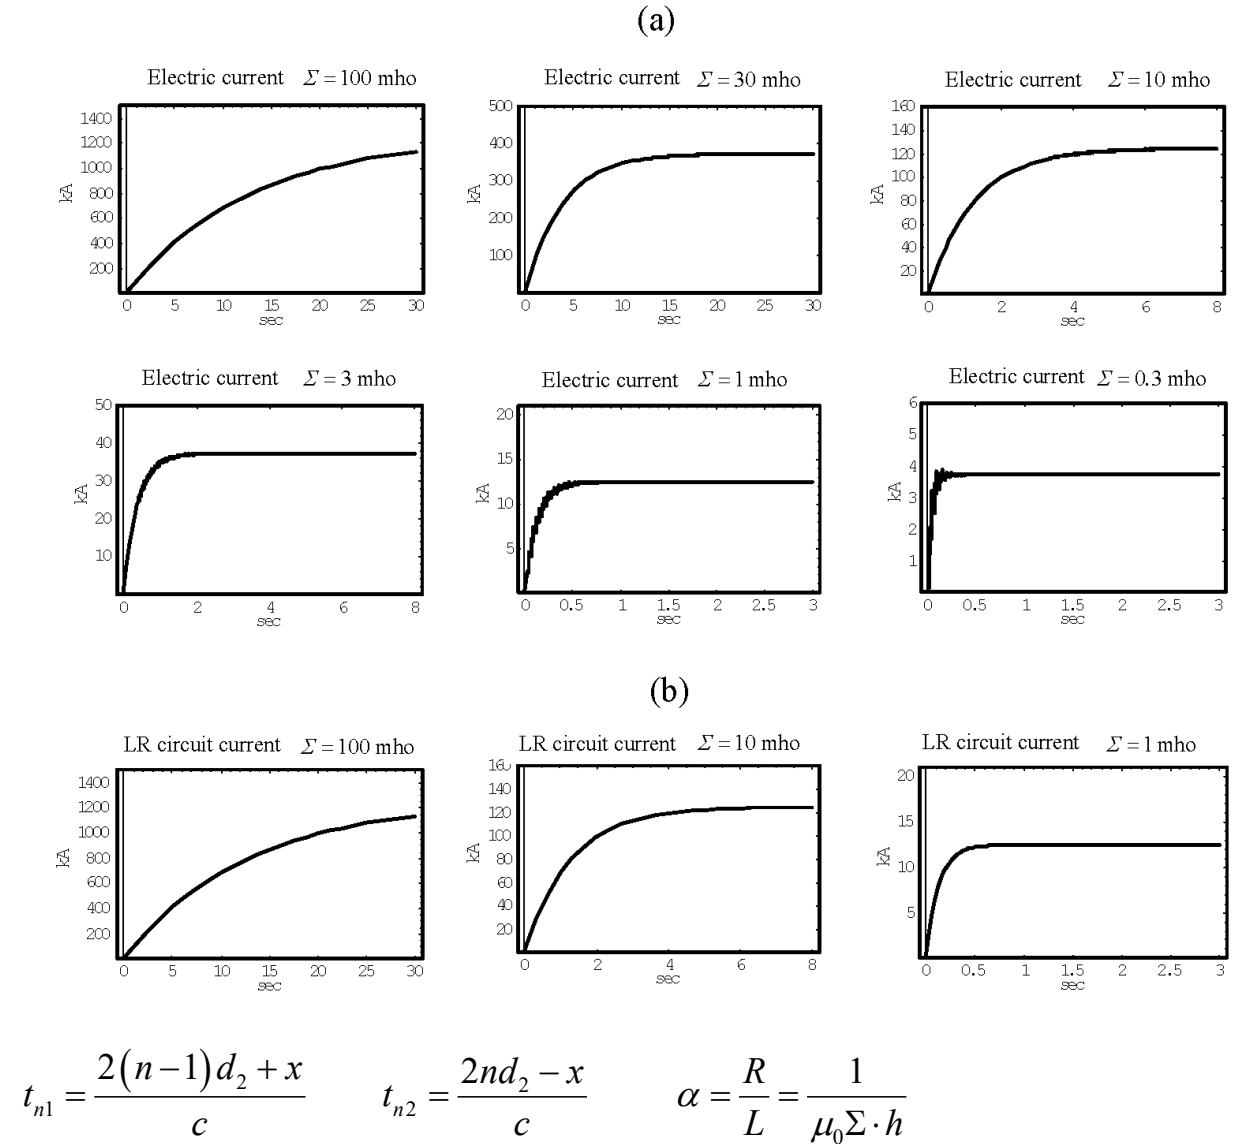 (a)
Electric current Σ = 100 mho
Electric current Σ = 30 mho
Electric current Σ = 10 mho
1400
1200
1000
800
600
400
200
kA
0 5 10 15 20 25 30
sec
500
400
300
200
100
kA
0 5 10 15 20 25 30
sec
160
140
120
100
80
60
40
20
kA
0 2 4 6 8
sec
Electric current Σ = 3 mho
Electric current Σ = 1 mho
Electric current Σ = 0.3 mho
50
40
30
20
10
kA
0 2 4 6 8
sec
20
15
10
5
kA
0 0.5 1 1.5 2 2.5 3
sec
6
5
4
3
2
1
kA
0 0.5 1 1.5 2 2.5 3
sec
(b)
LR circuit current Σ = 100 mho
LR circuit current Σ = 10 mho
LR circuit current Σ = 1 mho
1400
1200
1000
800
600
400
200
kA
0 5 10 15 20 25 30
sec
160
140
120
100
80
60
40
20
kA
0 2 4 6 8
sec
20
15
10
5
kA
0 0.5 1 1.5 2 2.5 3
sec
t_{n1} = \frac{2(n-1)d_2 + x}{c} t_{n2} = \frac{2nd_2 - x}{c} α = \frac{R}{L} = \frac{1}{μ_0 Σ · h}